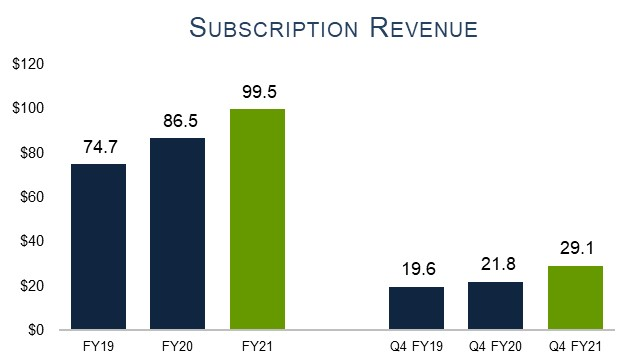 SUBSCRIPTION REVENUE
$120
$100
$80
$60
$40
$20
$0
74.7
86.5
99.5
19.6
21.8
29.1
FY19
FY20
FY21
Q4 FY19
Q4 FY20
Q4 FY21